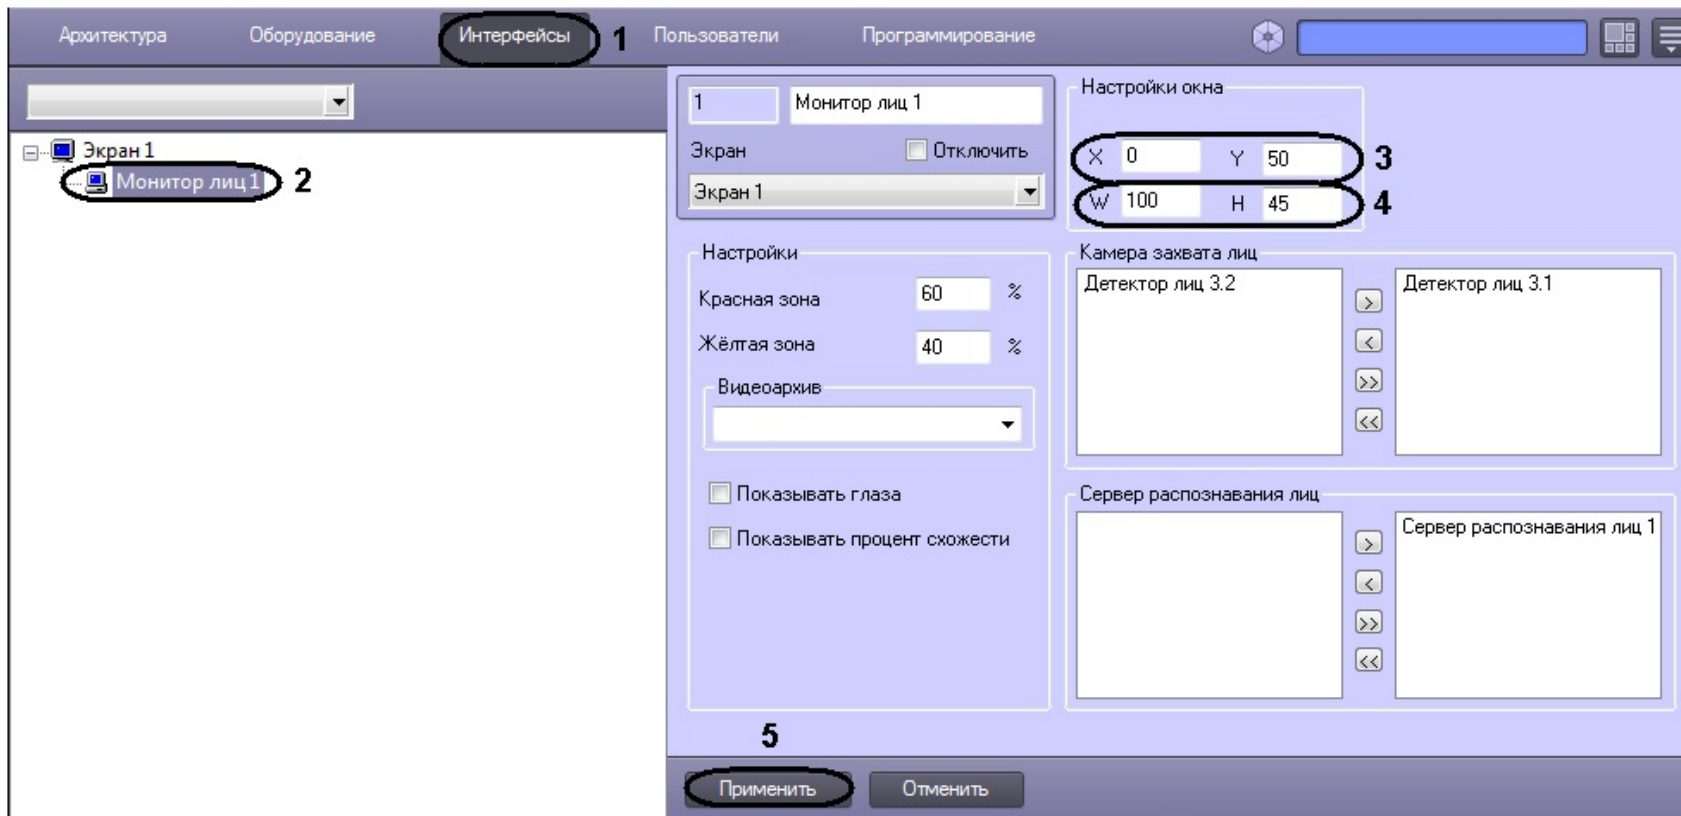 Архитектура Оборудование Интерфейсы 1 Пользователи Программирование
1 Монитор лиц 1
Экран Отключить
Экран 1
Настройки окна
X 0 Y 50 3
W 100 H 45 4
Экран 1
Монитор лиц 1 2
Настройки
Красная зона 60 %
Жёлтая зона 40 %
Видеоархив
Показывать глаза
Показывать процент схожести
Камера захвата лиц
Детектор лиц 3.2 > Детектор лиц 3.1
<
>>
<<
Сервер распознавания лиц
> Сервер распознавания лиц 1
<
>>
<<
5
Применить Отменить